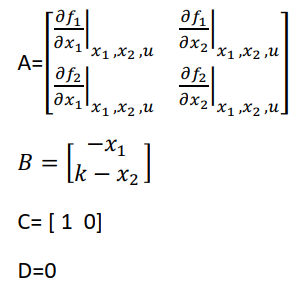 A=[∂f₁/∂x₁|x₁,x₂,u ∂f₁/∂x₂|x₁,x₂,u
∂f₂/∂x₁|x₁,x₂,u ∂f₂/∂x₂|x₁,x₂,u]
B = [−x₁
k − x₂]
C= [ 1 0]
D=0